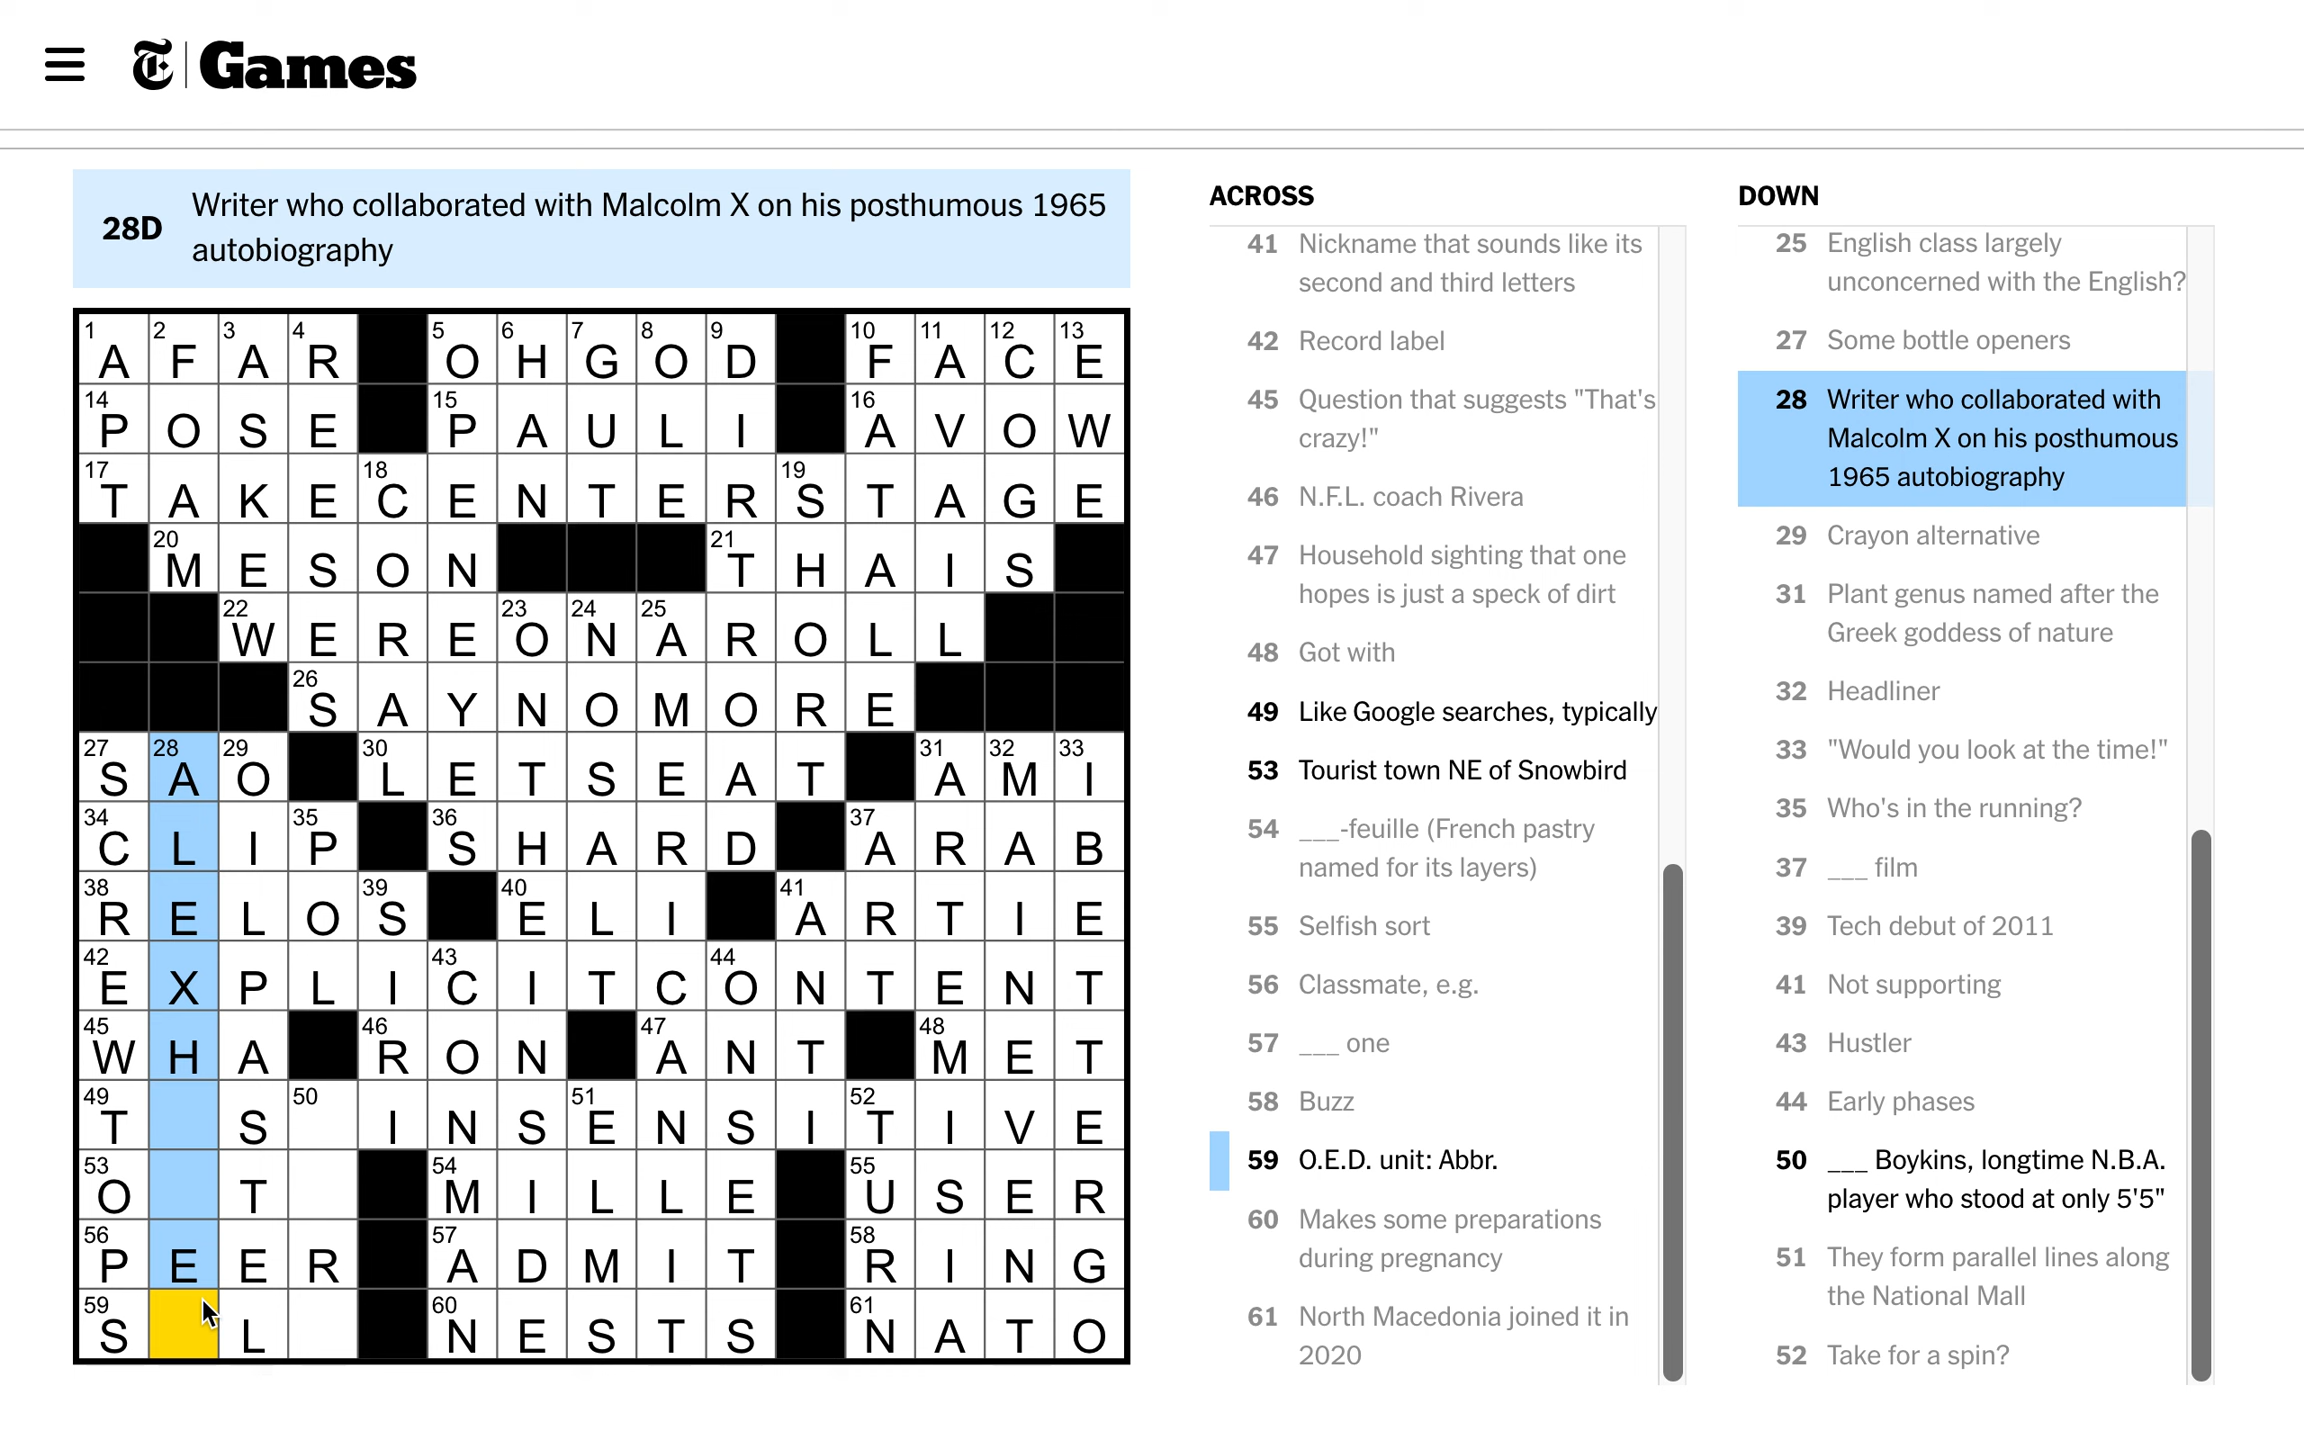 T Games
28D Writer who collaborated with Malcolm X on his posthumous 1965
autobiography
1 2 3 4 5 6 7 8 9 10 11 12 13
A F A R O H G O D F A C E
14 15 16
P O S E P A U L I A V O W
17 18 19
T A K E C E N T E R S T A G E
20 21
M E S O N T H A I S
22 23 24 25
W E R E O N A R O L L
26
S A Y N O M O R E
27 28 29 30 31 32 33
S A O L E T S E A T A M I
34 35 36 37
C L I P S H A R D A R A B
38 39 40 41
R E L O S E L I A R T I E
42 43 44
E X P L I C I T C O N T E N T
45 46 47 48
W H A R O N A N T M E T
49 50 51 52
T S I N S E N S I T I V E
53 54 55
O T M I L L E U S E R
56 57 58
P E E R A D M I T R I N G
59 60 61
S L N E S T S N A T O
ACROSS
41 Nickname that sounds like its
second and third letters
42 Record label
45 Question that suggests "That's
crazy!"
46 N.F.L. coach Rivera
47 Household sighting that one
hopes is just a speck of dirt
48 Got with
49 Like Google searches, typically
53 Tourist town NE of Snowbird
54 ___-feuille (French pastry
named for its layers)
55 Selfish sort
56 Classmate, e.g.
57 ___ one
58 Buzz
59 O.E.D. unit: Abbr.
60 Makes some preparations
during pregnancy
61 North Macedonia joined it in
2020
DOWN
25 English class largely
unconcerned with the English?
27 Some bottle openers
28 Writer who collaborated with
Malcolm X on his posthumous
1965 autobiography
29 Crayon alternative
31 Plant genus named after the
Greek goddess of nature
32 Headliner
33 "Would you look at the time!"
35 Who's in the running?
37 ___ film
39 Tech debut of 2011
41 Not supporting
43 Hustler
44 Early phases
50 ___ Boykins, longtime N.B.A.
player who stood at only 5'5"
51 They form parallel lines along
the National Mall
52 Take for a spin?